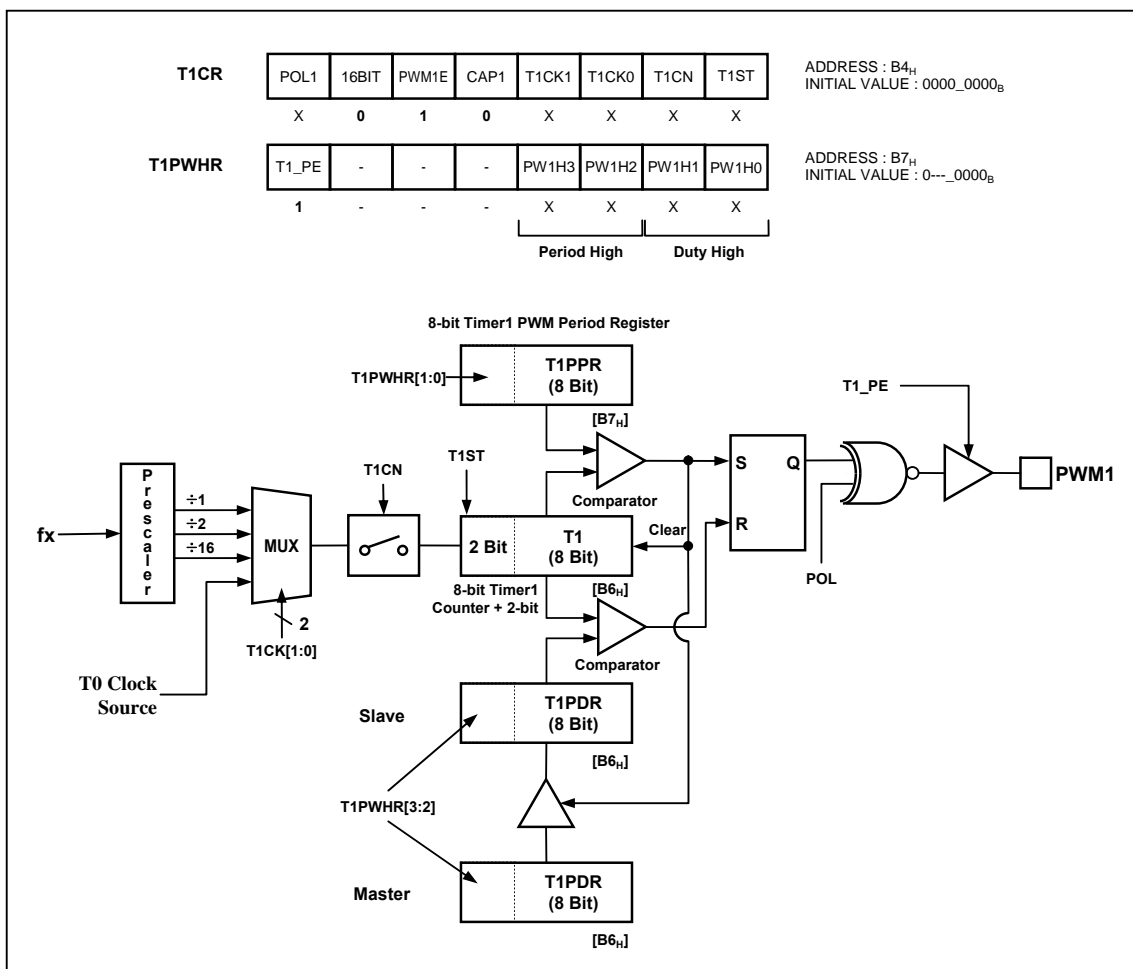 T1CR POL1 16BIT PWM1E CAP1 T1CK1 T1CK0 T1CN T1ST ADDRESS : B4H
INITIAL VALUE : 0000_0000B
X 0 1 0 X X X X
T1PWHR T1_PE - - - PW1H3 PW1H2 PW1H1 PW1H0 ADDRESS : B7H
INITIAL VALUE : 0---_0000B
1 - - - X X X X
Period High Duty High
8-bit Timer1 PWM Period Register
T1PWHR[1:0] T1PPR
(8 Bit)
[B7H]
T1_PE
fx
Prescaler
÷1
÷2
÷16
MUX
T1CN
T1ST
Comparator
S Q
R
PWM1
2 Bit T1
(8 Bit)
Clear
POL
2
T1CK[1:0]
8-bit Timer1
Counter + 2-bit
[B6H]
Comparator
T0 Clock
Source
Slave
T1PDR
(8 Bit)
[B6H]
T1PWHR[3:2]
Master
T1PDR
(8 Bit)
[B6H]